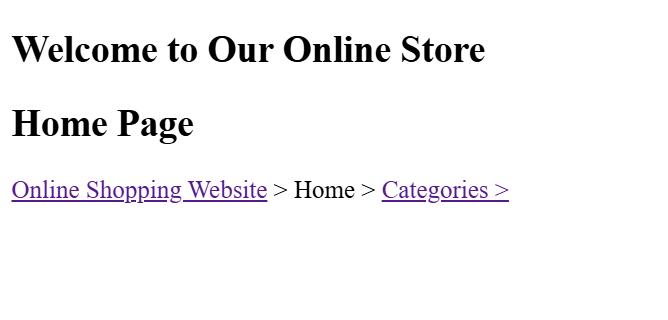 Welcome to Our Online Store
Home Page
Online Shopping Website > Home > Categories >